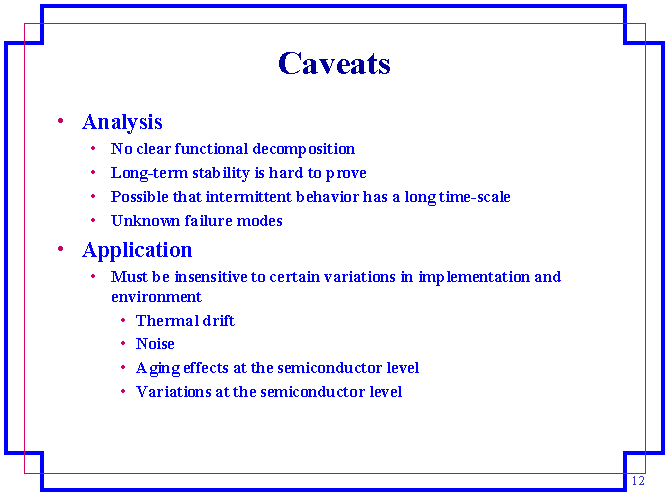 Caveats
• Analysis
• No clear functional decomposition
• Long-term stability is hard to prove
• Possible that intermittent behavior has a long time-scale
• Unknown failure modes
• Application
• Must be insensitive to certain variations in implementation and
environment
• Thermal drift
• Noise
• Aging effects at the semiconductor level
• Variations at the semiconductor level
12